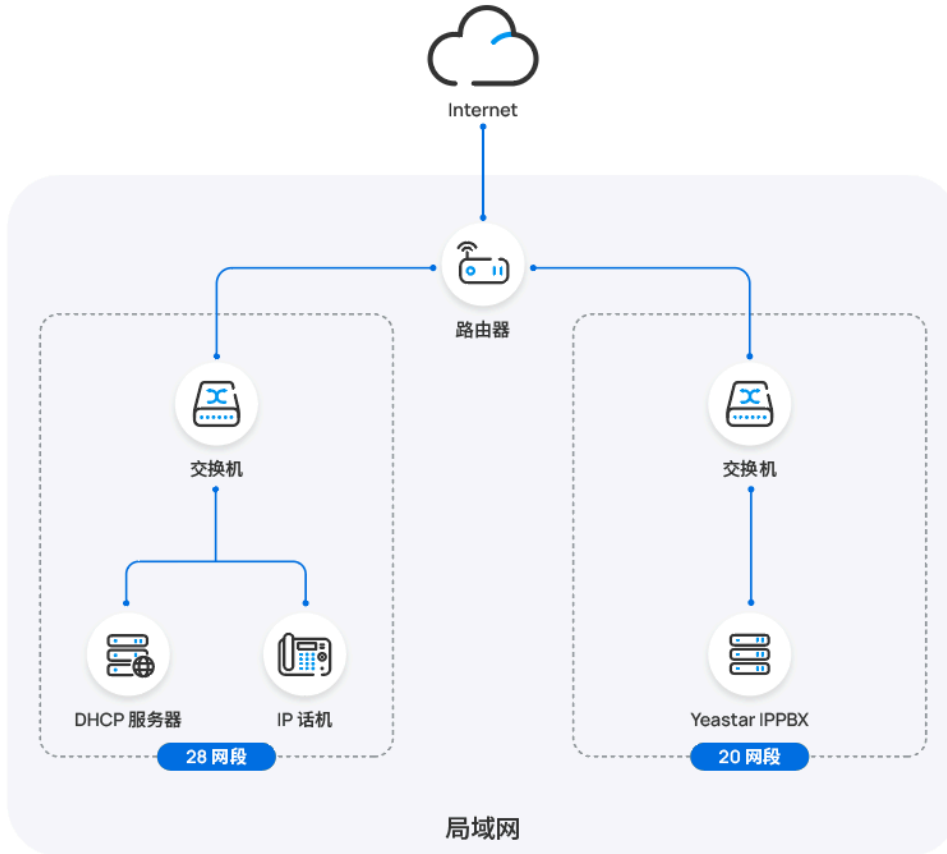 Internet
路由器
交换机
交换机
DHCP 服务器
IP 话机
Yeastar IPPBX
28 网段
20 网段
局域网